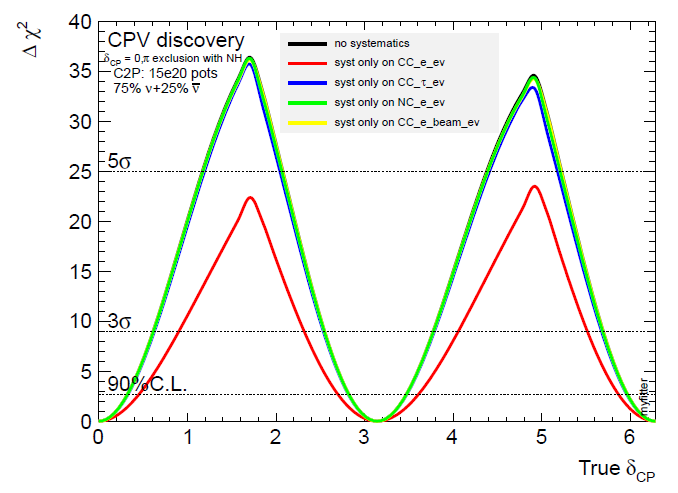 Δ χ²
40
35
30
25
20
15
10
5
0
CPV discovery
δCP = 0,π exclusion with NH
C2P: 15e20 pots
75% ν+25% ν̅
no systematics
syst only on CC_e_ev
syst only on CC_τ_ev
syst only on NC_e_ev
syst only on CC_e_beam_ev
5σ
3σ
90%C.L.
myfitter
0 1 2 3 4 5 6
True δCP